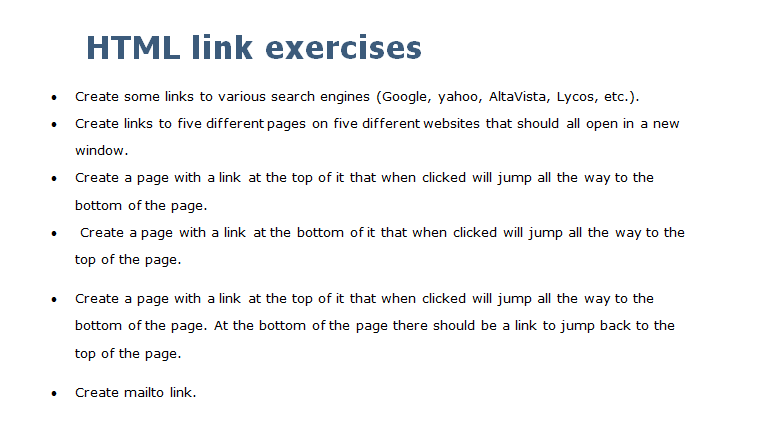 HTML link exercises
• Create some links to various search engines (Google, yahoo, AltaVista, Lycos, etc.).
• Create links to five different pages on five different websites that should all open in a new
window.
• Create a page with a link at the top of it that when clicked will jump all the way to the
bottom of the page.
• Create a page with a link at the bottom of it that when clicked will jump all the way to the
top of the page.
• Create a page with a link at the top of it that when clicked will jump all the way to the
bottom of the page. At the bottom of the page there should be a link to jump back to the
top of the page.
• Create mailto link.